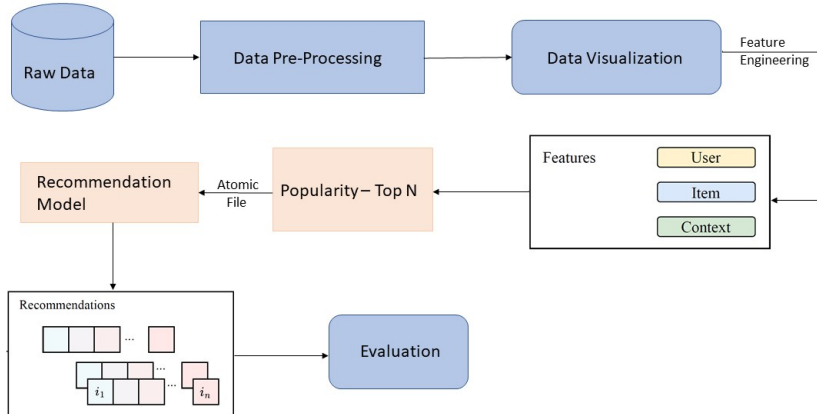 Raw Data
Data Pre-Processing
Data Visualization
Feature
Engineering
Features
User
Item
Context
Popularity – Top N
Atomic
File
Recommendation
Model
Recommendations
...
...
...
i1
in
Evaluation